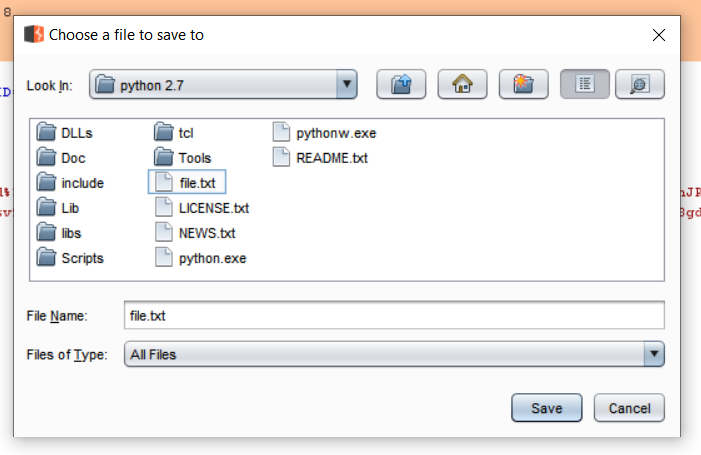 8
Choose a file to save to
Look In: python 2.7
DLLs tcl pythonw.exe
Doc Tools README.txt
include file.txt
Lib LICENSE.txt
libs NEWS.txt
Scripts python.exe
File Name: file.txt
Files of Type: All Files
Save Cancel